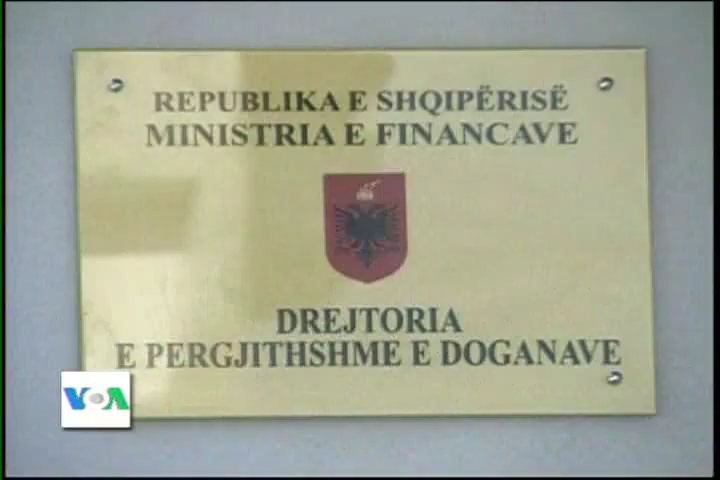 REPUBLIKA E SHQIPËRISË
MINISTRIA E FINANCAVE
DREJTORIA
E PERGJITHSHME E DOGANAVE
VOA